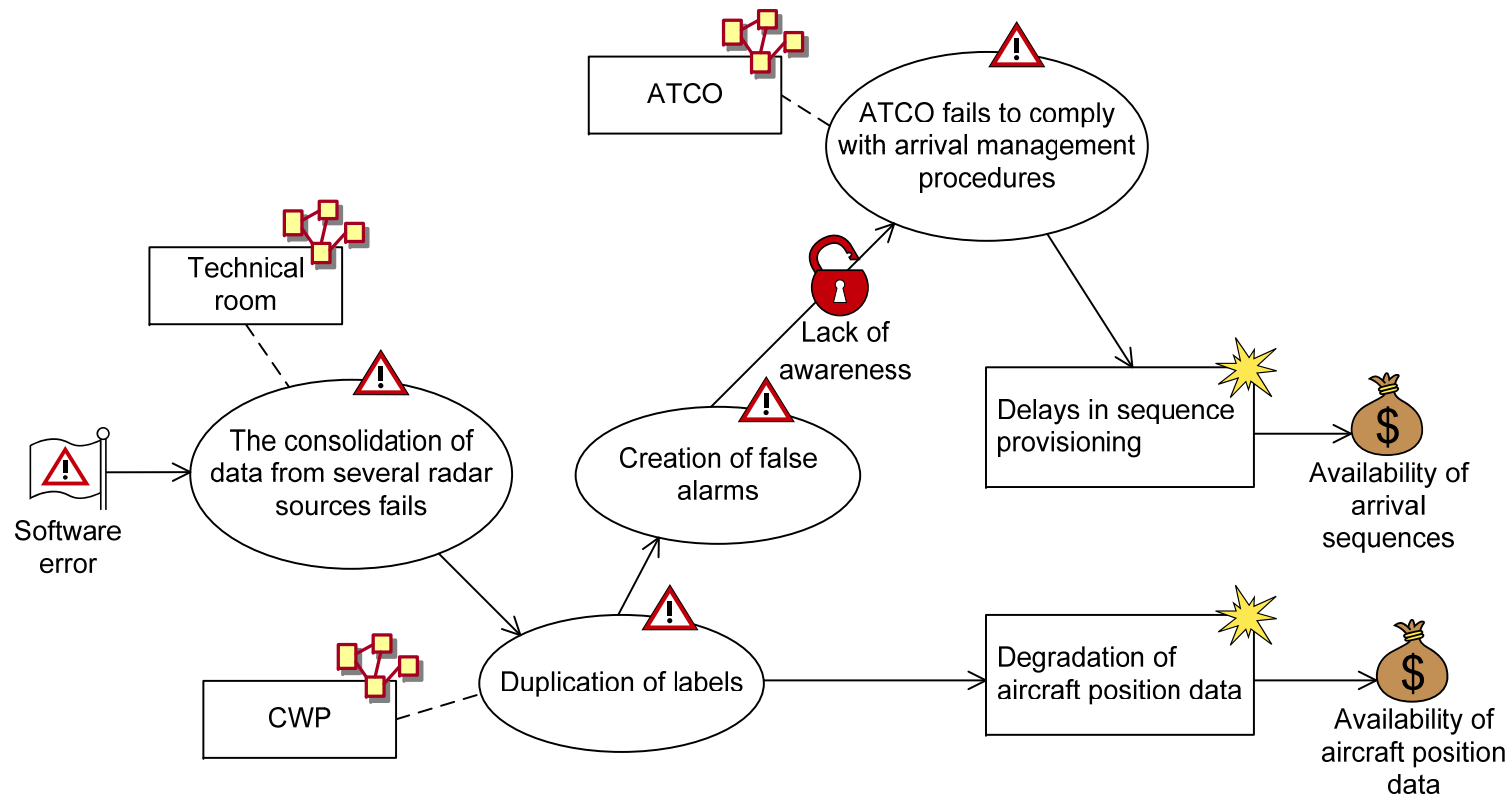 ATCO
ATCO fails to comply
with arrival management
procedures
Technical
room
Lack of
awareness
The consolidation of
data from several radar
sources fails
Creation of false
alarms
Delays in sequence
provisioning
$
Availability of
arrival
sequences
Software
error
Duplication of labels
CWP
Degradation of
aircraft position data
$
Availability of
aircraft position
data